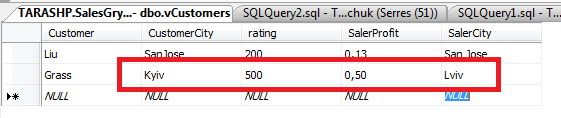 TARASHP.SalesGry...- dbo.vCustomers SQLQuery2.sql - T...chuk (Serres (51)) SQLQuery1.sql - T...
Customer CustomerCity rating SalerProfit SalerCity
Liu SanJose 200 0,13 San Jose
Grass Kyiv 500 0,50 Lviv
NULL NULL NULL NULL NULL